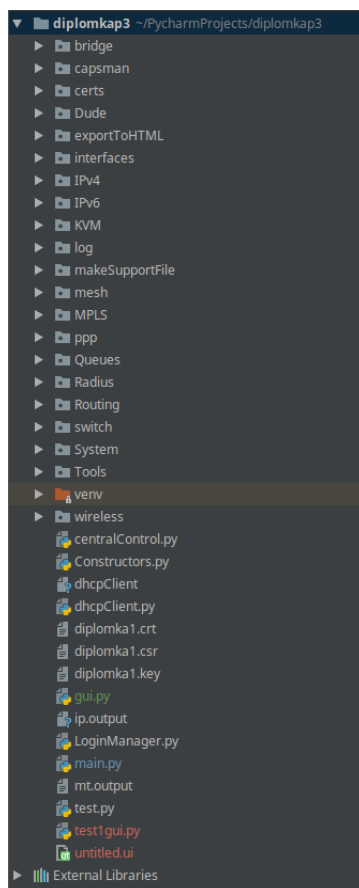 diplomkap3 ~/PycharmProjects/diplomkap3
bridge
capsman
certs
Dude
exportToHTML
interfaces
IPv4
IPv6
KVM
log
makeSupportFile
mesh
MPLS
ppp
Queues
Radius
Routing
switch
System
Tools
venv
wireless
centralControl.py
Constructors.py
dhcpClient
dhcpClient.py
diplomka1.crt
diplomka1.csr
diplomka1.key
gui.py
ip.output
LoginManager.py
main.py
mt.output
test.py
test1gui.py
untitled.ui
External Libraries